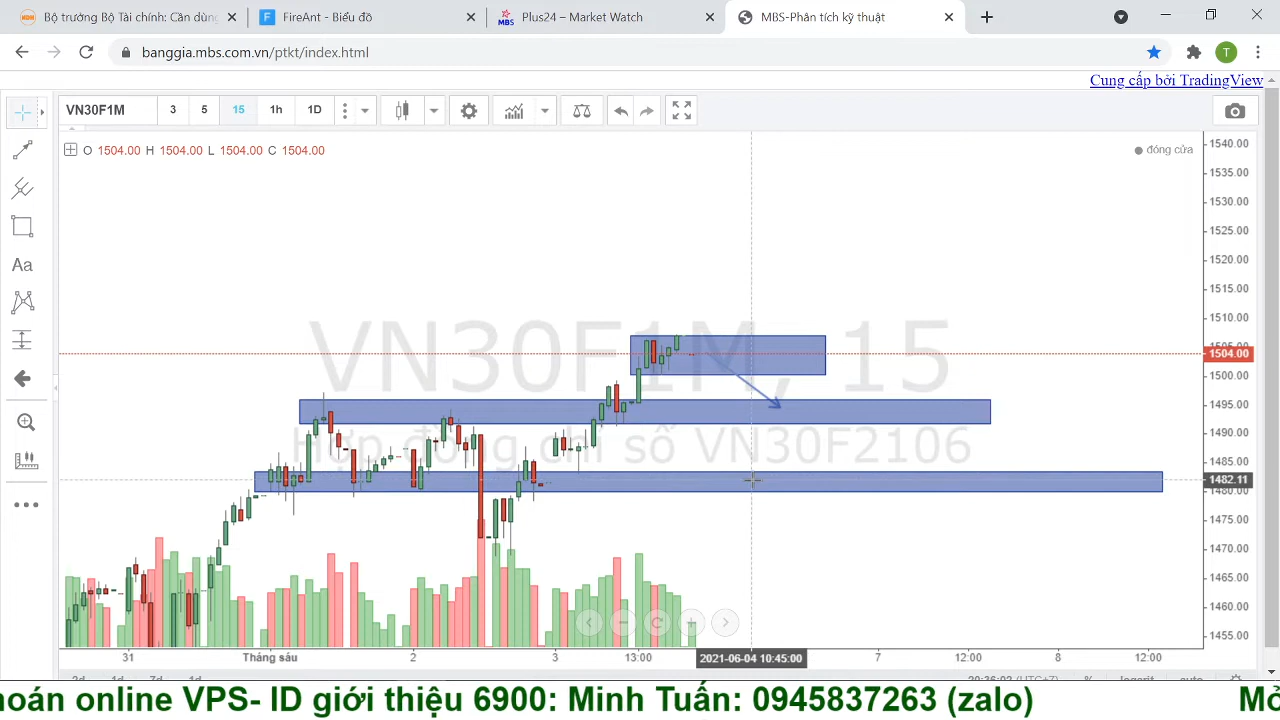 Bộ trưởng Bộ Tài chính: Cần dùng
FireAnt - Biểu đồ
MBS
Plus24 – Market Watch
MBS-Phân tích kỹ thuật
banggia.mbs.com.vn/ptkt/index.html
T
Cung cấp bởi TradingView
VN30F1M
3
5
15
1h
1D
O 1504.00 H 1504.00 L 1504.00 C 1504.00
đóng cửa
Aa
VN30F1M, 15
Hợp đồng chỉ số VN30F2106
1540.00
1535.00
1530.00
1525.00
1520.00
1515.00
1510.00
1504.00
1500.00
1495.00
1490.00
1485.00
1482.11
1480.00
1475.00
1470.00
1465.00
1460.00
1455.00
31
Tháng sáu
2
3
13:00
2021-06-04 10:45:00
7
12:00
8
12:00
%
logarit
auto
hoán online VPS- ID giới thiệu 6900: Minh Tuấn: 0945837263 (zalo)
Mở